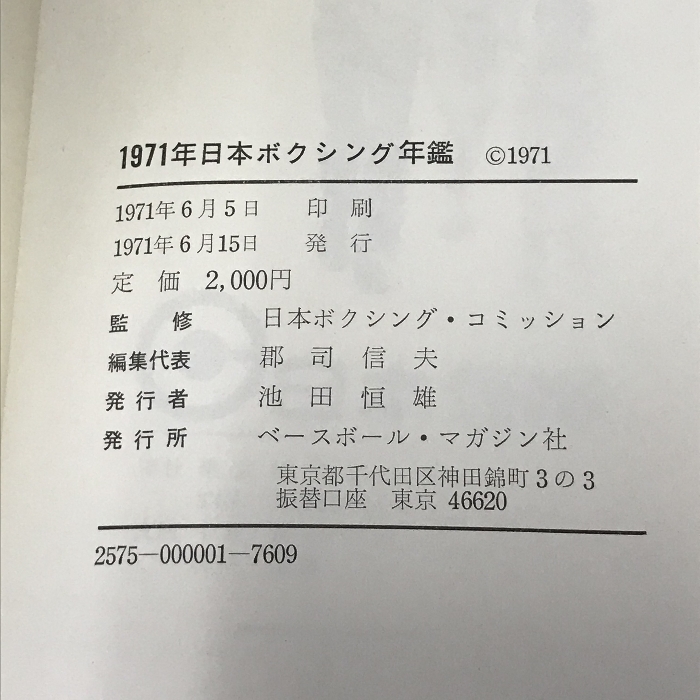 1971年日本ボクシング年鑑 ©1971
1971年6月5日 印刷
1971年6月15日 発行
定価 2,000円
監修 日本ボクシング・コミッション
編集代表 郡司信夫
発行者 池田恒雄
発行所 ベースボール・マガジン社
東京都千代田区神田錦町3の3
振替口座 東京 46620
2575—000001—7609